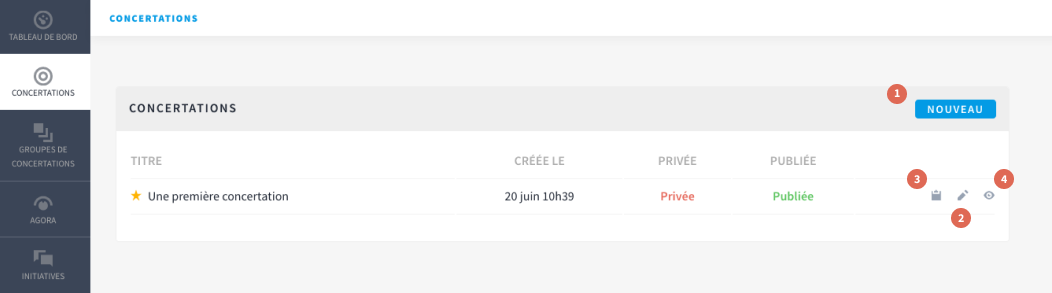 TABLEAU DE BORD
CONCERTATIONS
GROUPES DE
CONCERTATIONS
AGORA
INITIATIVES
CONCERTATIONS
CONCERTATIONS
1
NOUVEAU
TITRE CRÉÉE LE PRIVÉE PUBLIÉE
3 4
Une première concertation 20 juin 10h39 Privée Publiée
2